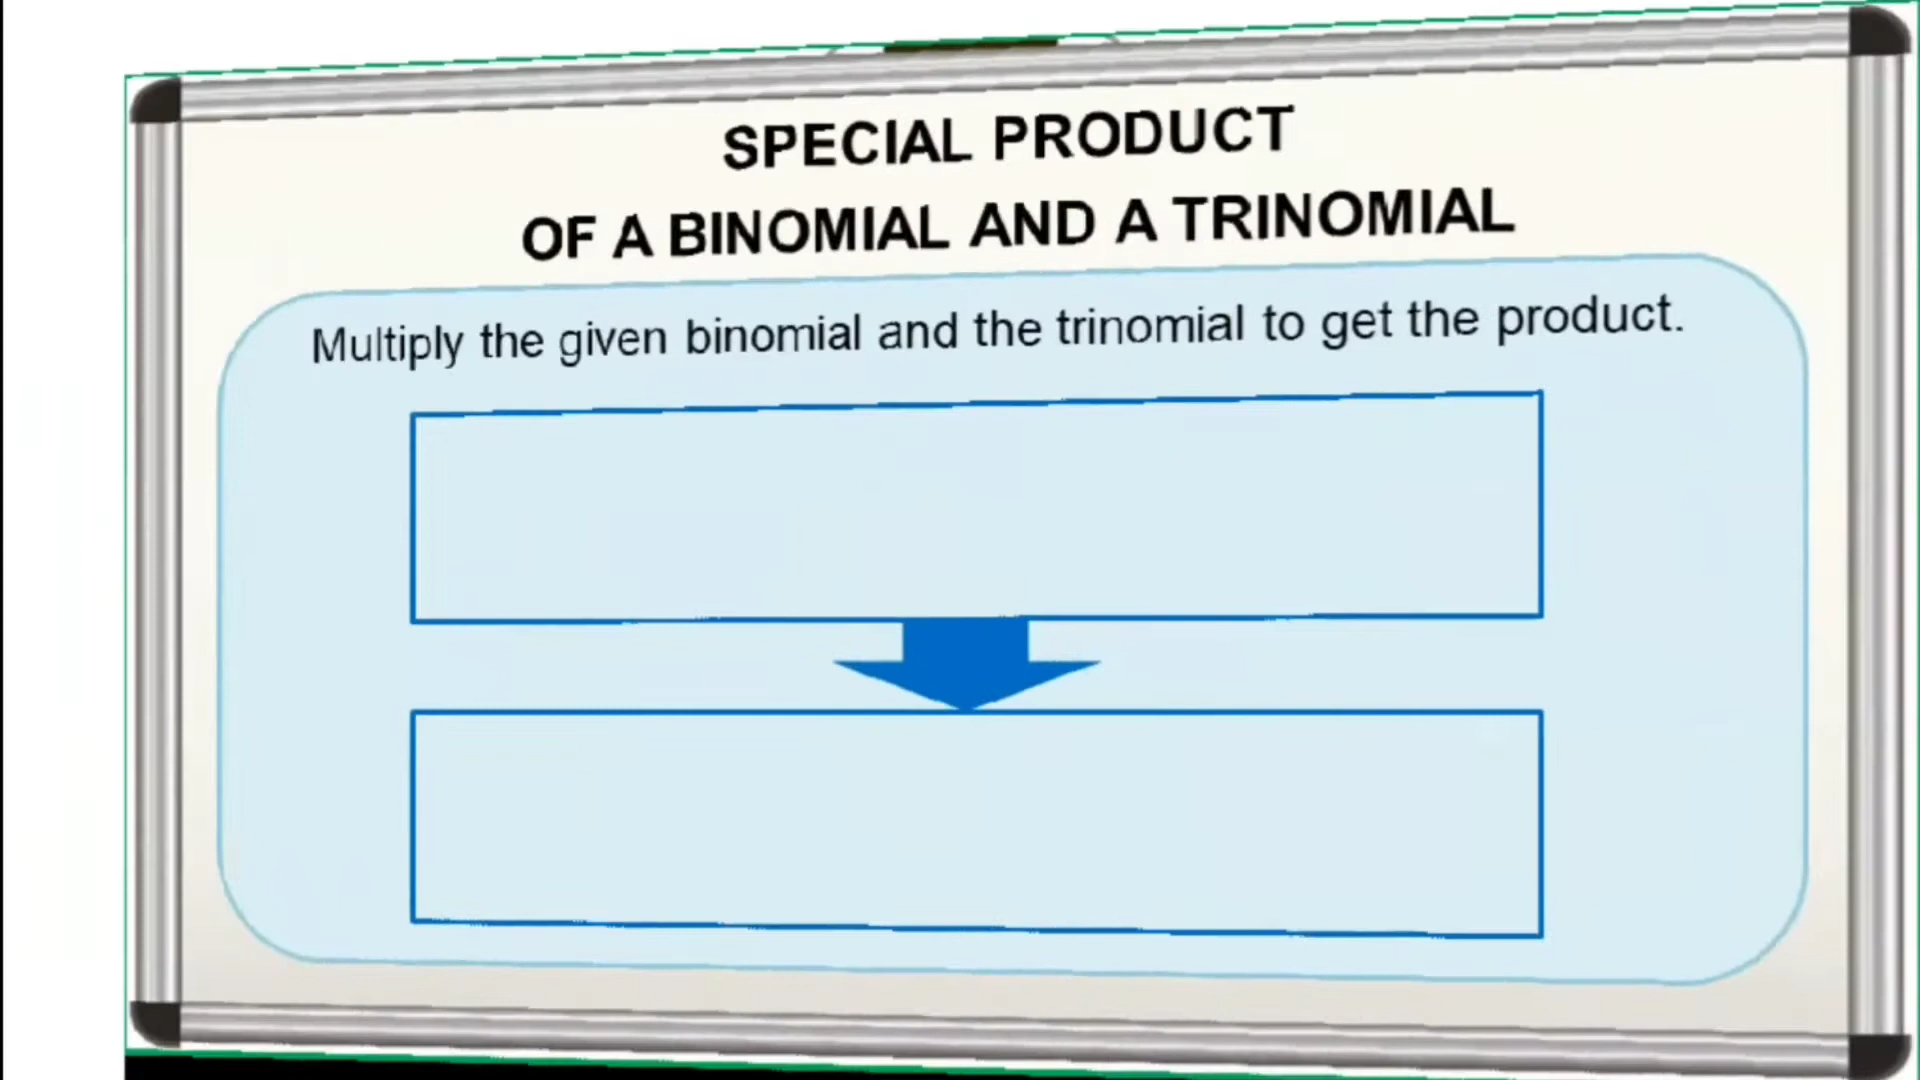 SPECIAL PRODUCT
OF A BINOMIAL AND A TRINOMIAL
Multiply the given binomial and the trinomial to get the product.